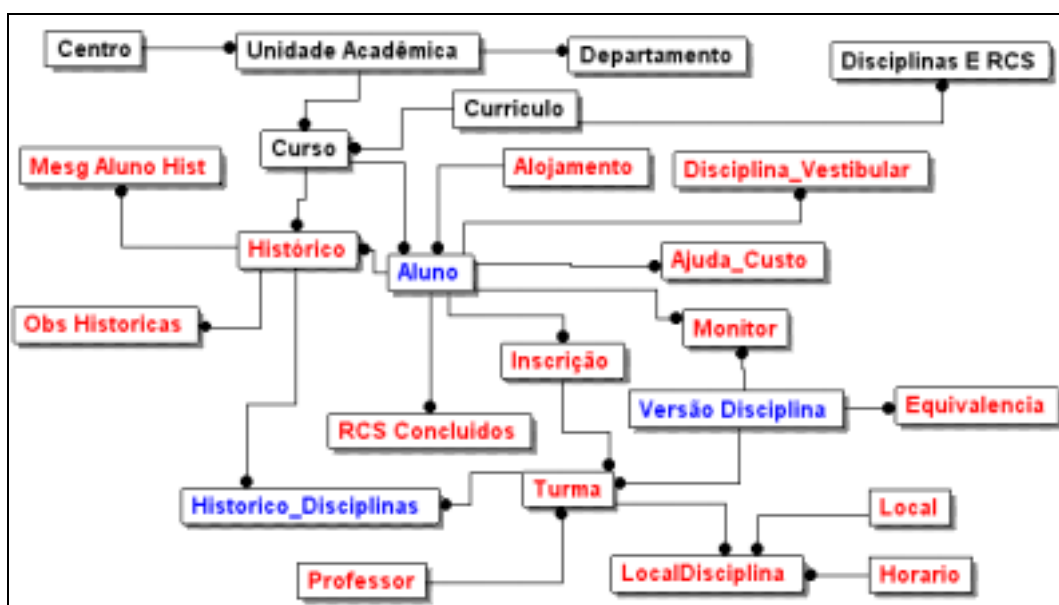 Centro
Unidade Acadêmica
Departamento
Disciplinas E RCS
Curriculo
Curso
Mesg Aluno Hist
Alojamento
Disciplina_Vestibular
Histórico
Aluno
Ajuda_Custo
Obs Historicas
Monitor
Inscrição
Versão Disciplina
Equivalencia
RCS Concluidos
Turma
Historico_Disciplinas
Local
Professor
LocalDisciplina
Horario